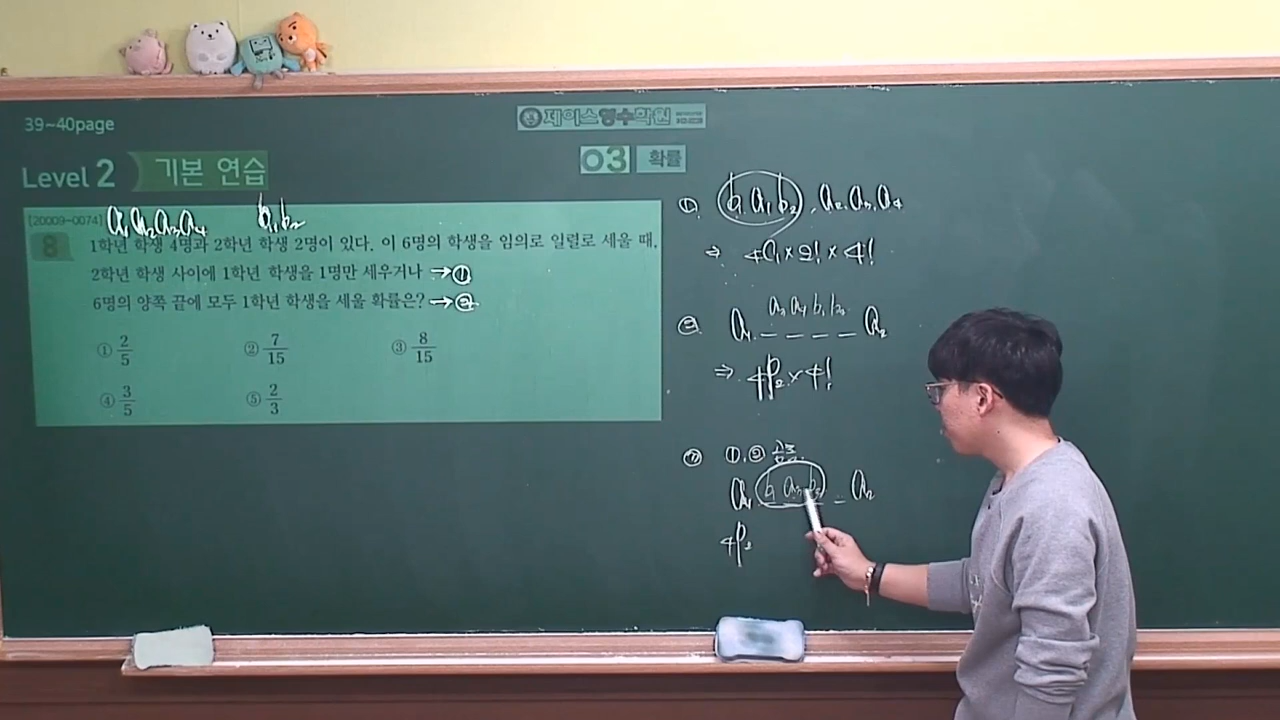 39~40page
제이스영수학원
Level 2 기본 연습
03 확률
[20009-0074]
a₁ a₂ a₃ a₄ b₁ b₂
8
1학년 학생 4명과 2학년 학생 2명이 있다. 이 6명의 학생을 임의로 일렬로 세울 때,
2학년 학생 사이에 1학년 학생을 1명만 세우거나 →①
6명의 양쪽 끝에 모두 1학년 학생을 세울 확률은? →②
① 2/5 ② 7/15 ③ 8/15
④ 3/5 ⑤ 2/3
①. b₁ a₁ b₂, a₂, a₃, a₄
⇒ ₄C₁ × 2! × 4!
②. a₃ a₄ b₁ b₂
a₁ _ _ _ _ a₂
⇒ ₄P₂ × 4!
①, ② 공통
a₁ b₁ a₃ b₂ _ a₂
₄P₂